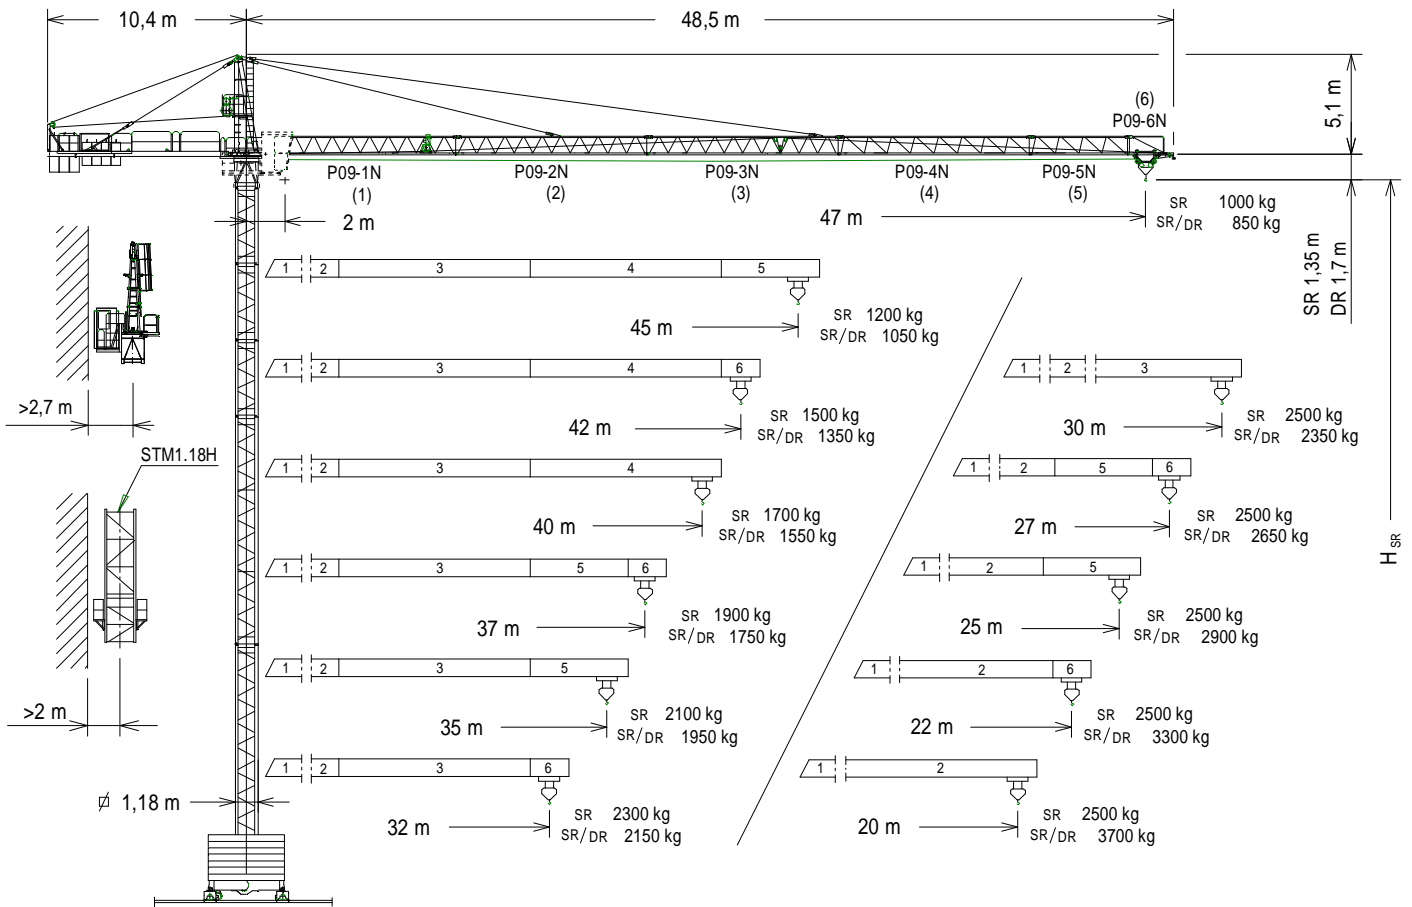 10,4 m
48,5 m
5,1 m
(6)
P09-6N
P09-1N
(1)
P09-2N
(2)
P09-3N
(3)
P09-4N
(4)
P09-5N
(5)
SR 1000 kg
SR/DR 850 kg
47 m
2 m
SR 1,35 m
DR 1,7 m
HSR
>2,7 m
STM1.18H
>2 m
1,18 m
1 2 3 4 5
45 m
SR 1200 kg
SR/DR 1050 kg
1 2 3 4 6
42 m
SR 1500 kg
SR/DR 1350 kg
1 2 3 4
40 m
SR 1700 kg
SR/DR 1550 kg
1 2 3 5 6
37 m
SR 1900 kg
SR/DR 1750 kg
1 2 3 5
35 m
SR 2100 kg
SR/DR 1950 kg
1 2 3 6
32 m
SR 2300 kg
SR/DR 2150 kg
1 2 3
30 m
SR 2500 kg
SR/DR 2350 kg
1 2 5 6
27 m
SR 2500 kg
SR/DR 2650 kg
1 2 5
25 m
SR 2500 kg
SR/DR 2900 kg
1 2 6
22 m
SR 2500 kg
SR/DR 3300 kg
1 2
20 m
SR 2500 kg
SR/DR 3700 kg